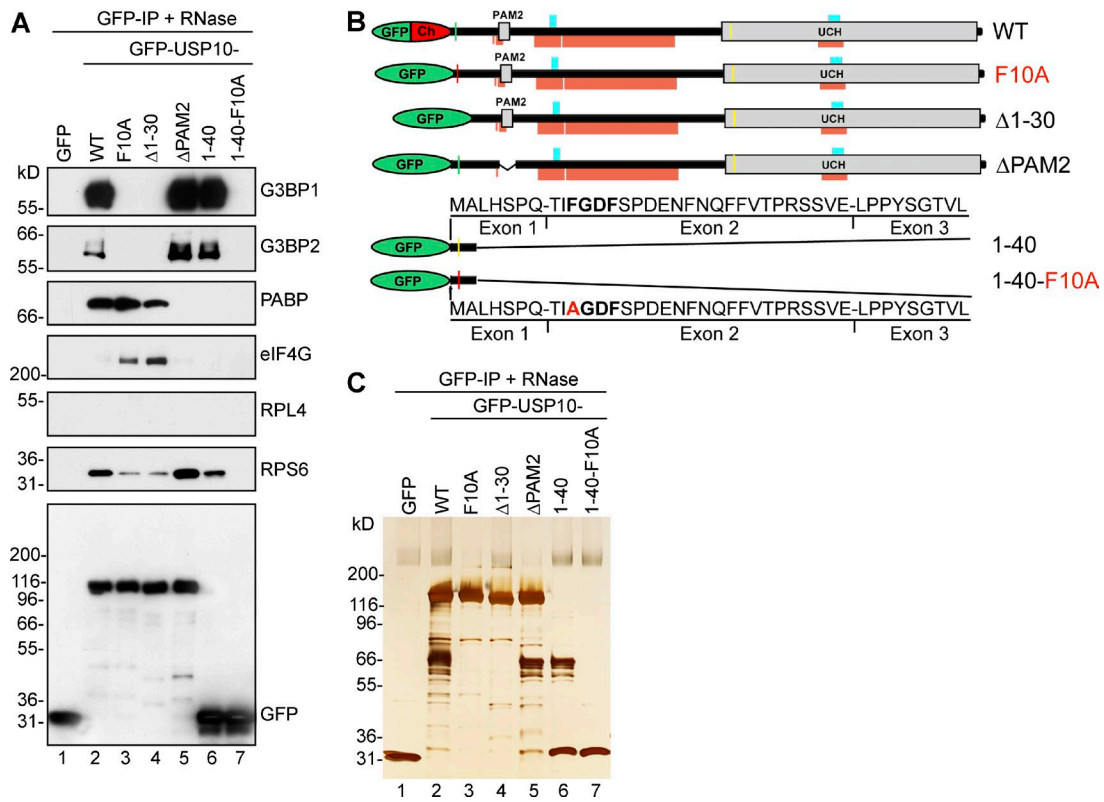 A
GFP-IP + RNase
GFP-USP10-
GFP
WT
F10A
Δ1-30
ΔPAM2
1-40
1-40-F10A
kD
55-
G3BP1
66-
55-
G3BP2
66-
PABP
200-
eIF4G
55-
RPL4
36-
31-
RPS6
200-
116-
96-
66-
55-
36-
31-
GFP
1 2 3 4 5 6 7
B
GFP Ch PAM2 UCH WT
GFP PAM2 UCH F10A
GFP PAM2 UCH Δ1-30
GFP UCH ΔPAM2
MALHSPQ-TIFGDFSPDENFNQFFVTPRSSVE-LPPYSGTVL
Exon 1 Exon 2 Exon 3
GFP 1-40
GFP 1-40-F10A
MALHSPQ-TIAGDFSPDENFNQFFVTPRSSVE-LPPYSGTVL
Exon 1 Exon 2 Exon 3
C
GFP-IP + RNase
GFP-USP10-
GFP
WT
F10A
Δ1-30
ΔPAM2
1-40
1-40-F10A
kD
200-
116-
96-
66-
55-
36-
31-
1 2 3 4 5 6 7